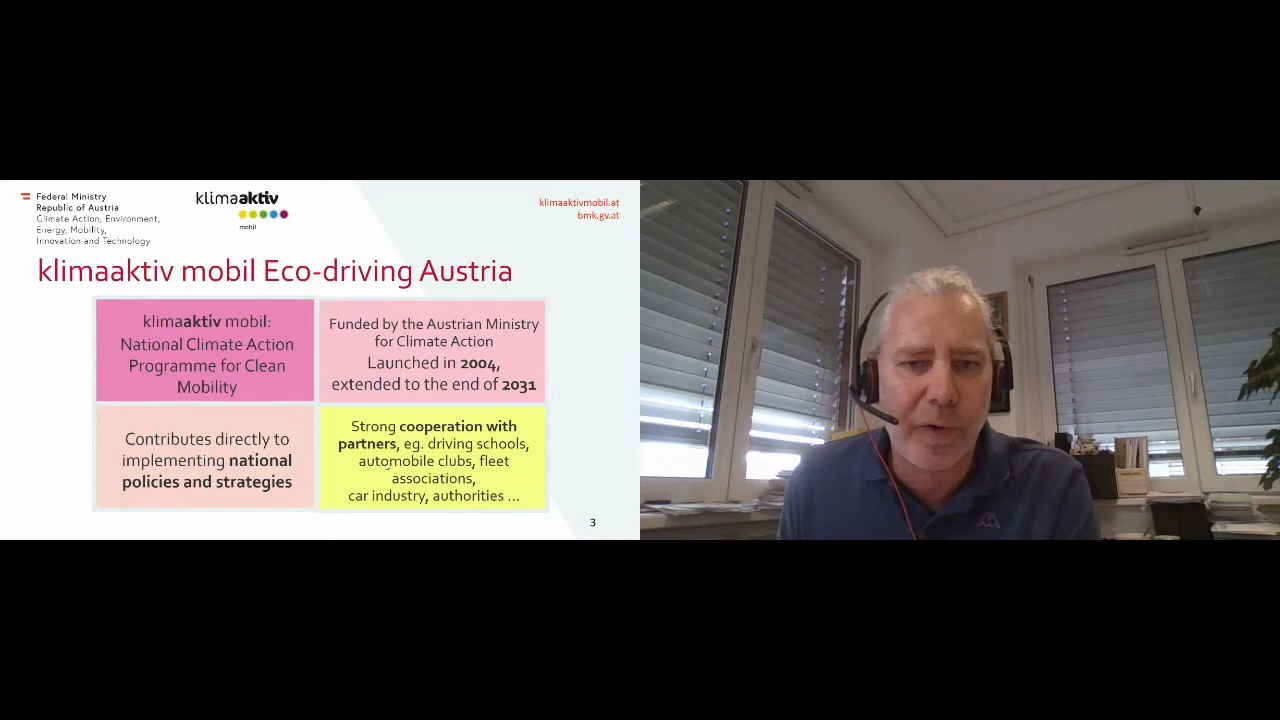 Federal Ministry
Republic of Austria
Climate Action, Environment,
Energy, Mobility,
Innovation and Technology
klimaaktiv
mobil
klimaaktivmobil.at
bmk.gv.at
klimaaktiv mobil Eco-driving Austria
klimaaktiv mobil:
National Climate Action
Programme for Clean
Mobility
Funded by the Austrian Ministry
for Climate Action
Launched in 2004,
extended to the end of 2031
Contributes directly to
implementing national
policies and strategies
Strong cooperation with
partners, eg. driving schools,
automobile clubs, fleet
associations,
car industry, authorities ...
3